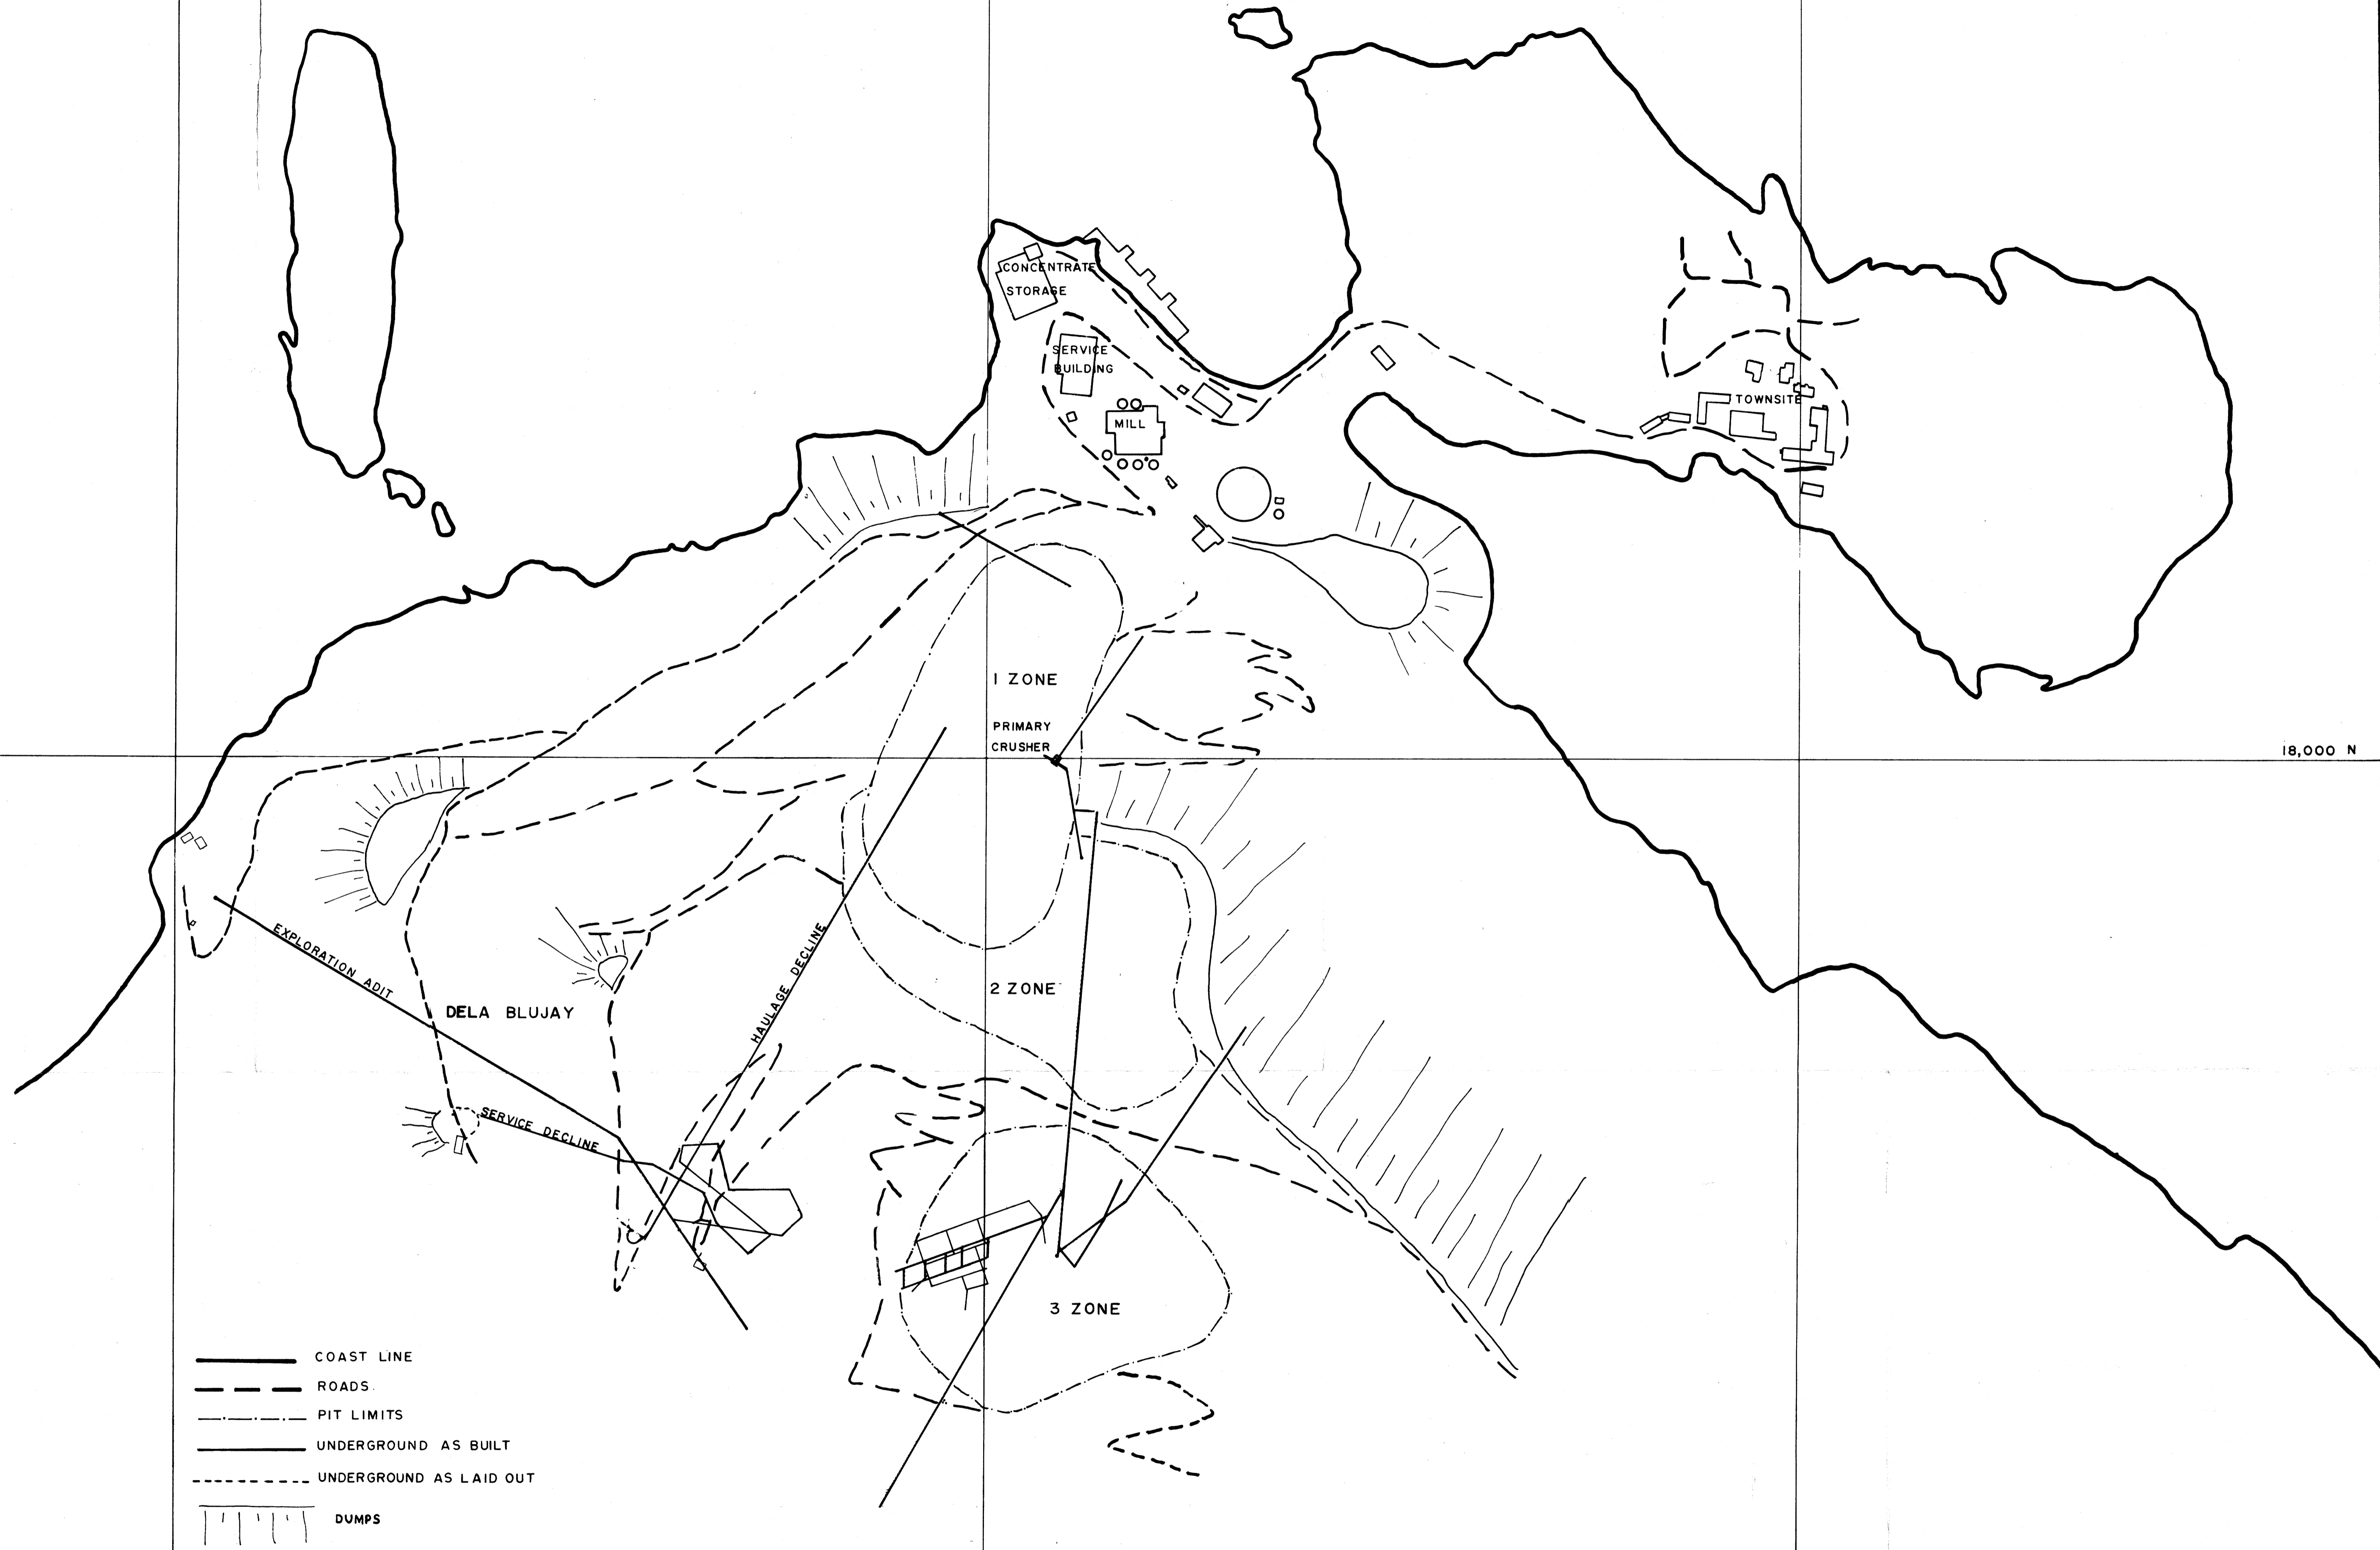 CONCENTRATE
STORAGE
SERVICE
BUILDING
MILL
TOWNSITE
1 ZONE
PRIMARY
CRUSHER
18,000 N
EXPLORATION ADIT
HAULAGE DECLINE
2 ZONE
DELA BLUJAY
SERVICE DECLINE
3 ZONE
COAST LINE
ROADS.
PIT LIMITS
UNDERGROUND AS BUILT
UNDERGROUND AS LAID OUT
DUMPS